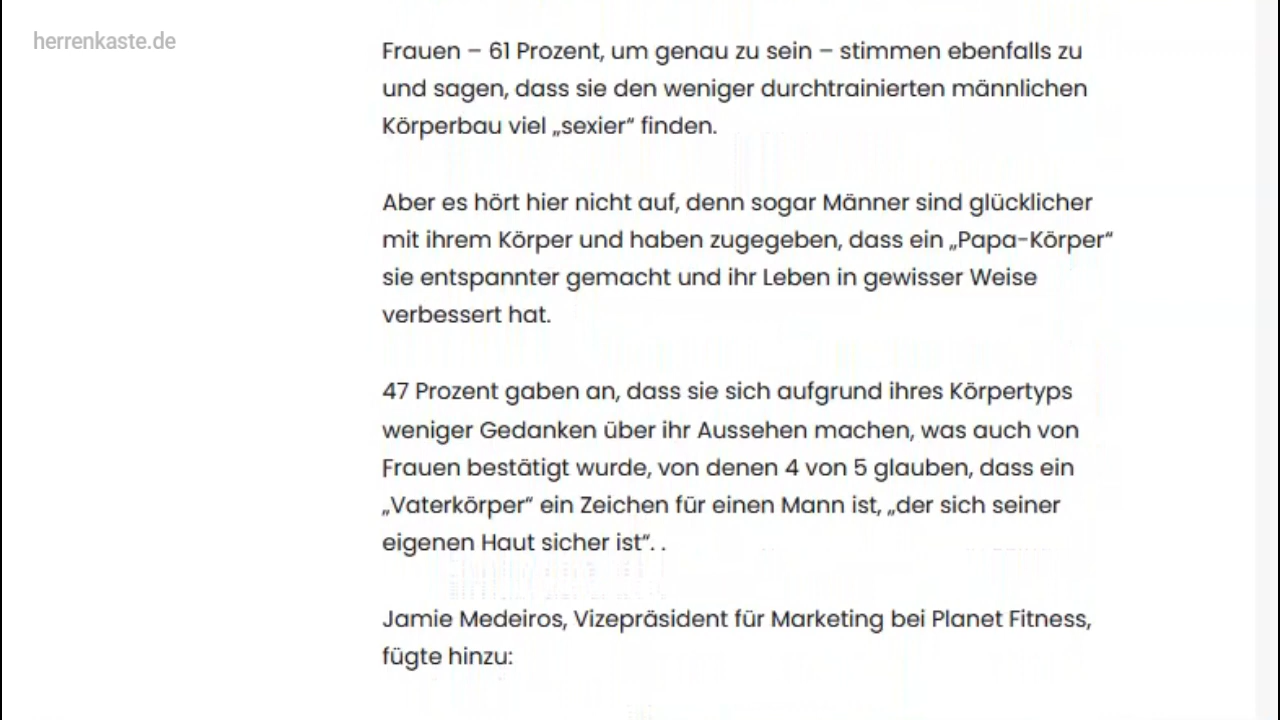 herrenkaste.de
Frauen – 61 Prozent, um genau zu sein – stimmen ebenfalls zu
und sagen, dass sie den weniger durchtrainierten männlichen
Körperbau viel „sexier“ finden.
Aber es hört hier nicht auf, denn sogar Männer sind glücklicher
mit ihrem Körper und haben zugegeben, dass ein „Papa-Körper“
sie entspannter gemacht und ihr Leben in gewisser Weise
verbessert hat.
47 Prozent gaben an, dass sie sich aufgrund ihres Körpertyps
weniger Gedanken über ihr Aussehen machen, was auch von
Frauen bestätigt wurde, von denen 4 von 5 glauben, dass ein
„Vaterkörper“ ein Zeichen für einen Mann ist, „der sich seiner
eigenen Haut sicher ist“. .
Jamie Medeiros, Vizepräsident für Marketing bei Planet Fitness,
fügte hinzu: